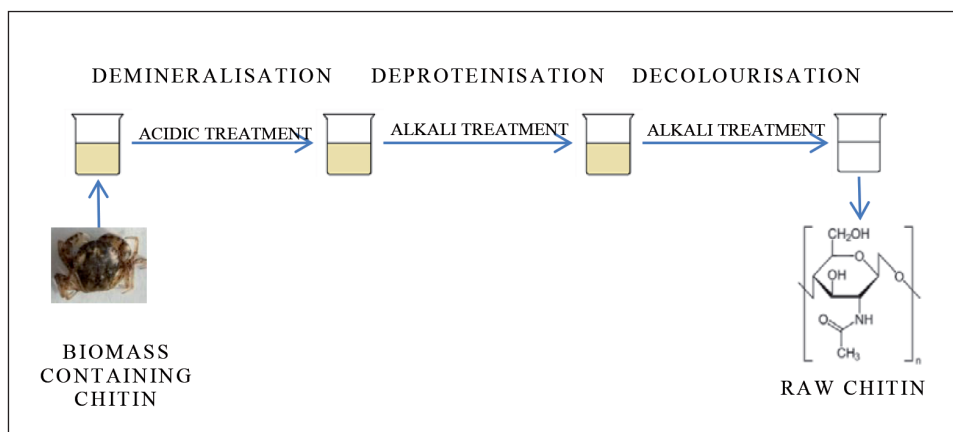 DEMINERALISATION
DEPROTEINISATION
DECOLOURISATION
ACIDIC TREATMENT
ALKALI TREATMENT
ALKALI TREATMENT
BIOMASS
CONTAINING
CHITIN
CH₂OH
O
OH
O
NH
O
CH₃
n
RAW CHITIN